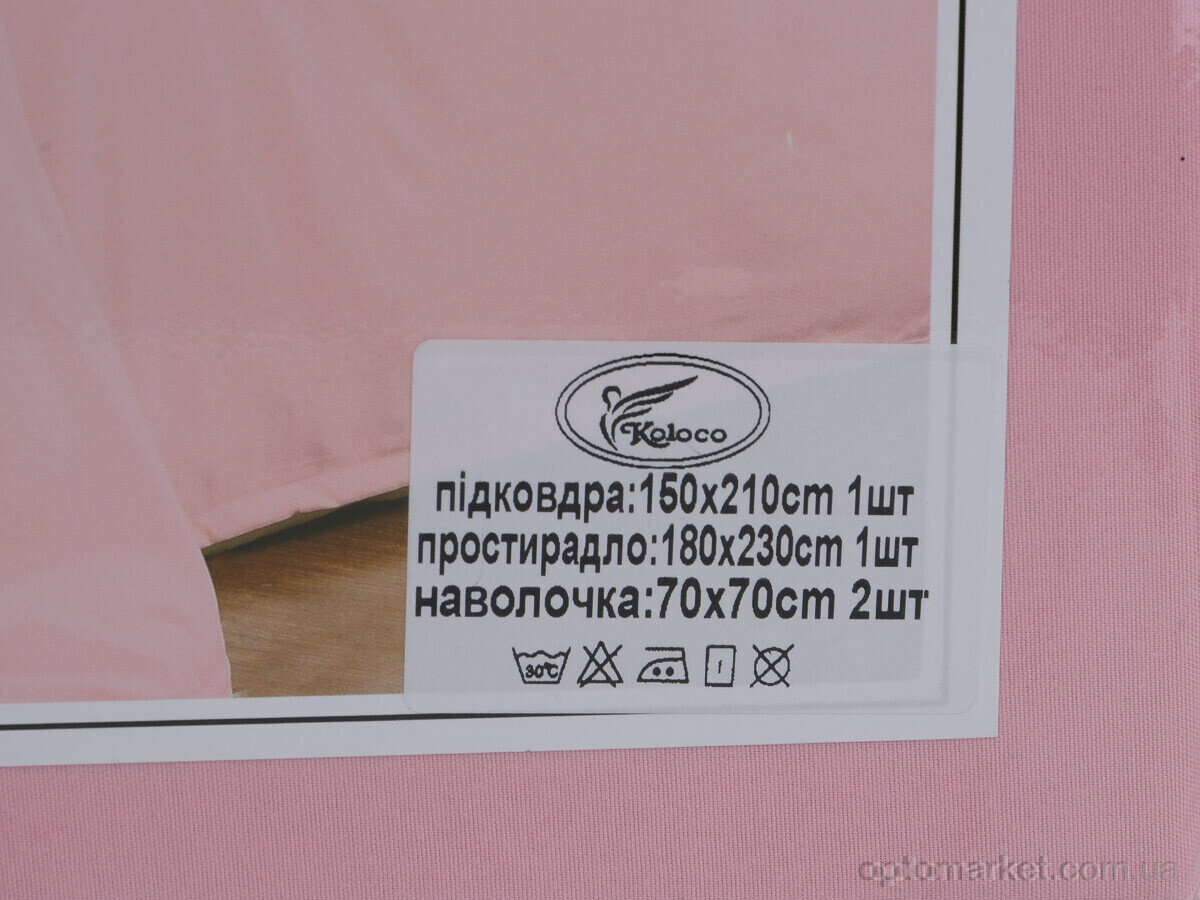 Koloco
підковдра:150x210cm 1шт
простирадло:180x230cm 1шт
наволочка:70x70cm 2шт
30°C
optomarket.com.ua